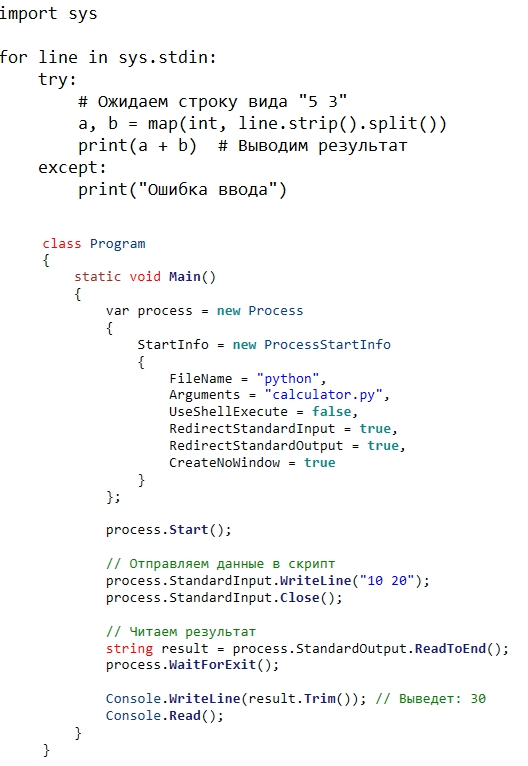 import sys

for line in sys.stdin:
    try:
        # Ожидаем строку вида "5 3"
        a, b = map(int, line.strip().split())
        print(a + b)  # Выводим результат
    except:
        print("Ошибка ввода")

class Program
{
    static void Main()
    {
        var process = new Process
        {
            StartInfo = new ProcessStartInfo
            {
                FileName = "python",
                Arguments = "calculator.py",
                UseShellExecute = false,
                RedirectStandardInput = true,
                RedirectStandardOutput = true,
                CreateNoWindow = true
            }
        };

        process.Start();

        // Отправляем данные в скрипт
        process.StandardInput.WriteLine("10 20");
        process.StandardInput.Close();

        // Читаем результат
        string result = process.StandardOutput.ReadToEnd();
        process.WaitForExit();

        Console.WriteLine(result.Trim()); // Выведет: 30
        Console.Read();
    }
}